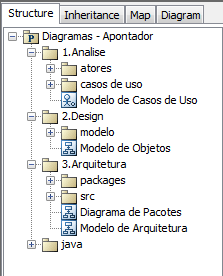 Structure Inheritance Map Diagram
Diagramas - Apontador
1.Analise
atores
casos de uso
Modelo de Casos de Uso
2.Design
modelo
Modelo de Objetos
3.Arquitetura
packages
src
Diagrama de Pacotes
Modelo de Arquitetura
java